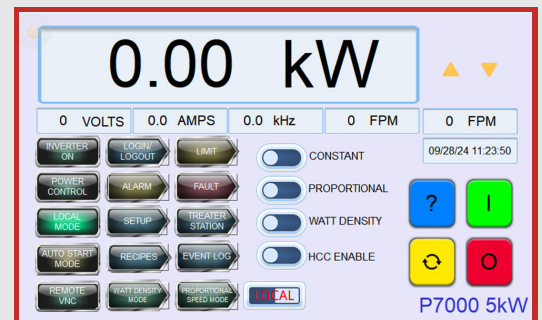 0.00 kW
0 VOLTS 0.0 AMPS 0.0 kHz 0 FPM 0 FPM
09/28/24 11:23:50
INVERTER
ON
LOGIN/
LOGOUT
LIMIT
CONSTANT
POWER
CONTROL
ALARM
FAULT
PROPORTIONAL
LOCAL
MODE
SETUP
TREATER
STATION
WATT DENSITY
AUTO START
MODE
RECIPES
EVENT LOG
HCC ENABLE
REMOTE
VNC
WATT DENSITY
MODE
PROPORTIONAL
SPEED MODE
LOCAL
?
I
O
P7000 5kW